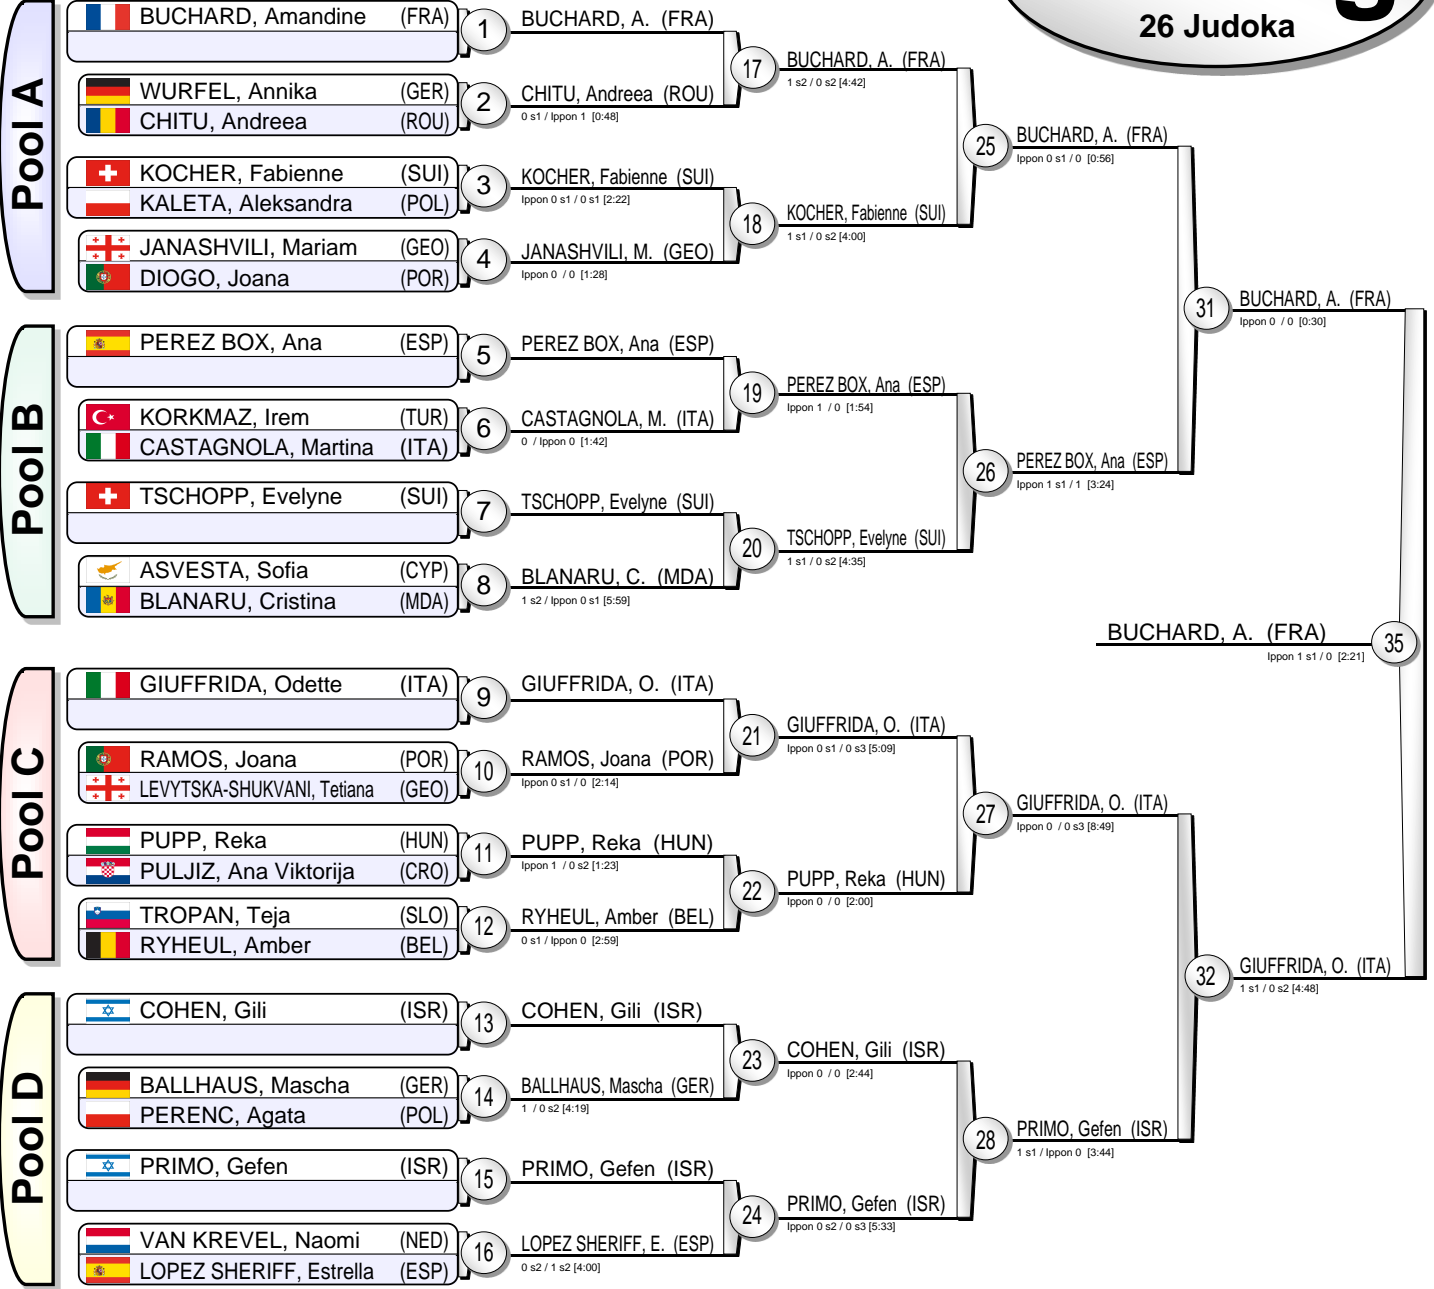 26 Judoka
Pool A
BUCHARD, Amandine (FRA)
1
WURFEL, Annika (GER)
CHITU, Andreea (ROU)
2
KOCHER, Fabienne (SUI)
KALETA, Aleksandra (POL)
3
JANASHVILI, Mariam (GEO)
DIOGO, Joana (POR)
4
Pool B
PEREZ BOX, Ana (ESP)
5
KORKMAZ, Irem (TUR)
CASTAGNOLA, Martina (ITA)
6
TSCHOPP, Evelyne (SUI)
7
ASVESTA, Sofia (CYP)
BLANARU, Cristina (MDA)
8
Pool C
GIUFFRIDA, Odette (ITA)
9
RAMOS, Joana (POR)
LEVYTSKA-SHUKVANI, Tetiana (GEO)
10
PUPP, Reka (HUN)
PULJIZ, Ana Viktorija (CRO)
11
TROPAN, Teja (SLO)
RYHEUL, Amber (BEL)
12
Pool D
COHEN, Gili (ISR)
13
BALLHAUS, Mascha (GER)
PERENC, Agata (POL)
14
PRIMO, Gefen (ISR)
15
VAN KREVEL, Naomi (NED)
LOPEZ SHERIFF, Estrella (ESP)
16
BUCHARD, A. (FRA)
CHITU, Andreea (ROU)
0 s1 / Ippon 1 [0:48]
17
KOCHER, Fabienne (SUI)
Ippon 0 s1 / 0 s1 [2:22]
JANASHVILI, M. (GEO)
Ippon 0 / 0 [1:28]
18
PEREZ BOX, Ana (ESP)
CASTAGNOLA, M. (ITA)
0 / Ippon 0 [1:42]
19
TSCHOPP, Evelyne (SUI)
BLANARU, C. (MDA)
1 s2 / Ippon 0 s1 [5:59]
20
GIUFFRIDA, O. (ITA)
RAMOS, Joana (POR)
Ippon 0 s1 / 0 [2:14]
21
PUPP, Reka (HUN)
Ippon 1 / 0 s2 [1:23]
RYHEUL, Amber (BEL)
0 s1 / Ippon 0 [2:59]
22
COHEN, Gili (ISR)
BALLHAUS, Mascha (GER)
1 / 0 s2 [4:19]
23
PRIMO, Gefen (ISR)
LOPEZ SHERIFF, E. (ESP)
0 s2 / 1 s2 [4:00]
24
BUCHARD, A. (FRA)
1 s2 / 0 s2 [4:42]
KOCHER, Fabienne (SUI)
1 s1 / 0 s2 [4:00]
25
PEREZ BOX, Ana (ESP)
Ippon 1 / 0 [1:54]
TSCHOPP, Evelyne (SUI)
1 s1 / 0 s2 [4:35]
26
GIUFFRIDA, O. (ITA)
Ippon 0 s1 / 0 s3 [5:09]
PUPP, Reka (HUN)
Ippon 0 / 0 [2:00]
27
COHEN, Gili (ISR)
Ippon 0 / 0 [2:44]
PRIMO, Gefen (ISR)
Ippon 0 s2 / 0 s3 [5:33]
28
BUCHARD, A. (FRA)
Ippon 0 s1 / 0 [0:56]
PEREZ BOX, Ana (ESP)
Ippon 1 s1 / 1 [3:24]
31
GIUFFRIDA, O. (ITA)
Ippon 0 / 0 s3 [8:49]
PRIMO, Gefen (ISR)
1 s1 / Ippon 0 [3:44]
32
BUCHARD, A. (FRA)
Ippon 0 / 0 [0:30]
GIUFFRIDA, O. (ITA)
1 s1 / 0 s2 [4:48]
BUCHARD, A. (FRA)
Ippon 1 s1 / 0 [2:21]
35